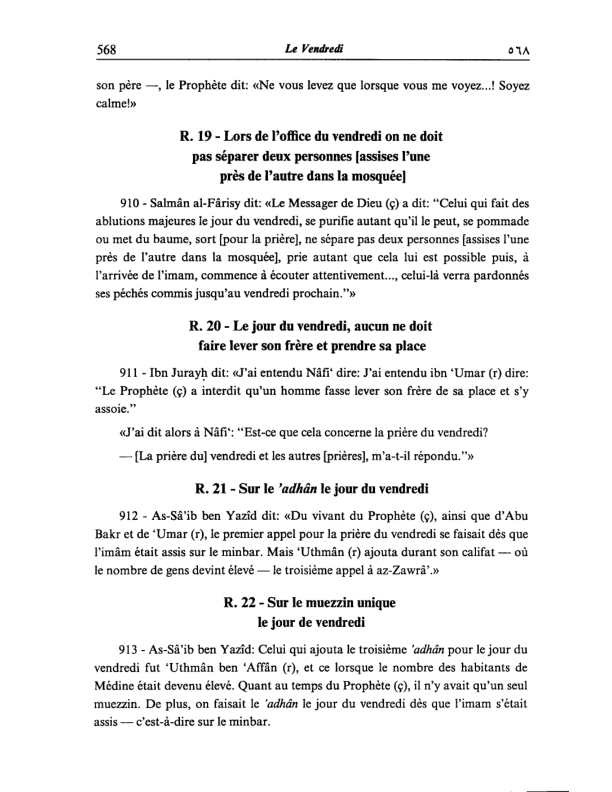 568 Le Vendredi ٥٦٨
son père —, le Prophète dit: «Ne vous levez que lorsque vous me voyez...! Soyez
calme!»
R. 19 - Lors de l'office du vendredi on ne doit
pas séparer deux personnes [assises l'une
près de l'autre dans la mosquée]
910 - Salmân al-Fârisy dit: «Le Messager de Dieu (ç) a dit: “Celui qui fait des
ablutions majeures le jour du vendredi, se purifie autant qu'il le peut, se pommade
ou met du baume, sort [pour la prière], ne sépare pas deux personnes [assises l'une
près de l'autre dans la mosquée], prie autant que cela lui est possible puis, à
l'arrivée de l'imam, commence à écouter attentivement..., celui-là verra pardonnés
ses péchés commis jusqu'au vendredi prochain.”»
R. 20 - Le jour du vendredi, aucun ne doit
faire lever son frère et prendre sa place
911 - Ibn Jurayḥ dit: «J'ai entendu Nâfi‘ dire: J'ai entendu ibn ‘Umar (r) dire:
“Le Prophète (ç) a interdit qu'un homme fasse lever son frère de sa place et s'y
assoie.”
«J'ai dit alors à Nâfi‘: “Est-ce que cela concerne la prière du vendredi?
— [La prière du] vendredi et les autres [prières], m'a-t-il répondu.”»
R. 21 - Sur le 'adhân le jour du vendredi
912 - As-Sâ'ib ben Yazîd dit: «Du vivant du Prophète (ç), ainsi que d'Abu
Bakr et de ‘Umar (r), le premier appel pour la prière du vendredi se faisait dès que
l'imâm était assis sur le minbar. Mais ‘Uthmân (r) ajouta durant son califat — où
le nombre de gens devint élevé — le troisième appel à az-Zawrâ'.»
R. 22 - Sur le muezzin unique
le jour de vendredi
913 - As-Sâ'ib ben Yazîd: Celui qui ajouta le troisième 'adhân pour le jour du
vendredi fut ‘Uthmân ben ‘Affân (r), et ce lorsque le nombre des habitants de
Médine était devenu élevé. Quant au temps du Prophète (ç), il n'y avait qu'un seul
muezzin. De plus, on faisait le 'adhân le jour du vendredi dès que l'imam s'était
assis — c'est-à-dire sur le minbar.